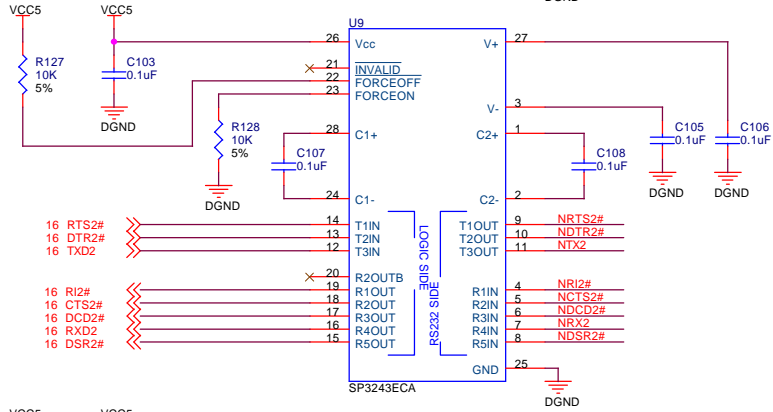 DGND
VCC5 VCC5 U9
26 Vcc V+ 27
R127 10K 5%
C103 0.1uF
DGND
21 INVALID
22 FORCEOFF
23 FORCEON
V- 3
R128 10K 5%
DGND
28 C1+ C2+ 1
C107 0.1uF
C108 0.1uF
C105 0.1uF
C106 0.1uF
DGND DGND
24 C1- C2- 2
16 RTS2# 14 T1IN T1OUT 9 NRTS2#
16 DTR2# 13 T2IN T2OUT 10 NDTR2#
16 TXD2 12 T3IN T3OUT 11 NTX2
LOGIC SIDE
RS232 SIDE
20 R2OUTB
16 RI2# 19 R1OUT R1IN 4 NRI2#
16 CTS2# 18 R2OUT R2IN 5 NCTS2#
16 DCD2# 17 R3OUT R3IN 6 NDCD2#
16 RXD2 16 R4OUT R4IN 7 NRX2
16 DSR2# 15 R5OUT R5IN 8 NDSR2#
GND 25
SP3243ECA
DGND
VCC5 VCC5